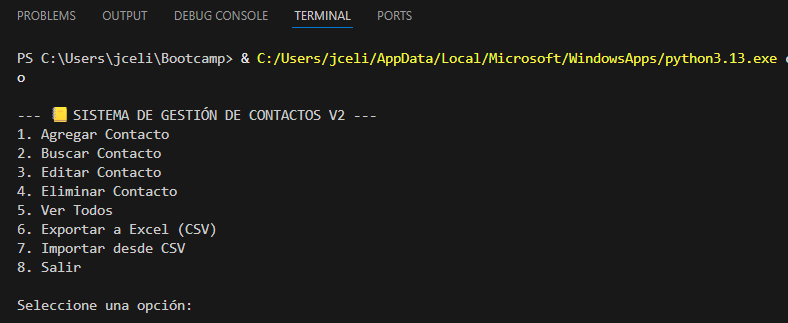 PROBLEMS OUTPUT DEBUG CONSOLE TERMINAL PORTS
PS C:\Users\jceli\Bootcamp> & C:/Users/jceli/AppData/Local/Microsoft/WindowsApps/python3.13.exe
o
--- 📒 SISTEMA DE GESTIÓN DE CONTACTOS V2 ---
1. Agregar Contacto
2. Buscar Contacto
3. Editar Contacto
4. Eliminar Contacto
5. Ver Todos
6. Exportar a Excel (CSV)
7. Importar desde CSV
8. Salir
Seleccione una opción: